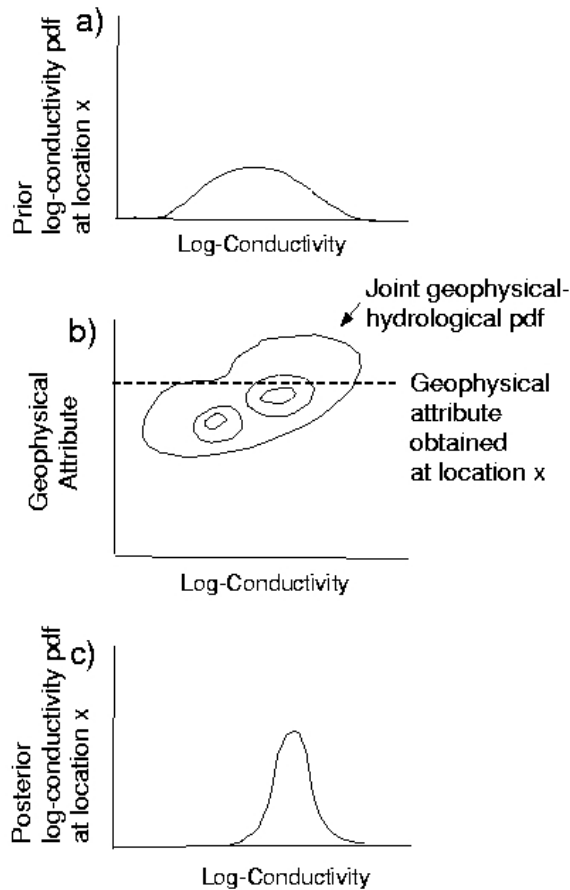 a)
Prior
log-conductivity pdf
at location x
Log-Conductivity
Joint geophysical-
hydrological pdf
b)
Geophysical
Attribute
Geophysical
attribute
obtained
at location x
Log-Conductivity
c)
Posterior
log-conductivity pdf
at location x
Log-Conductivity